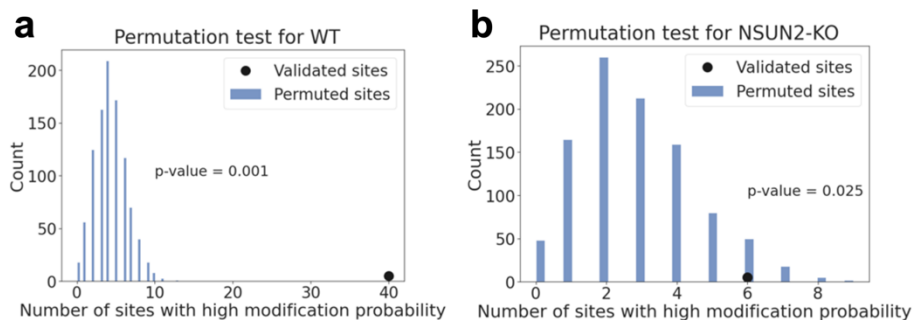 a
Permutation test for WT
200
150
100
50
0
Count
Validated sites
Permuted sites
p-value = 0.001
0 10 20 30 40
Number of sites with high modification probability
b
Permutation test for NSUN2-KO
250
200
150
100
50
0
Count
Validated sites
Permuted sites
p-value = 0.025
0 2 4 6 8
Number of sites with high modification probability